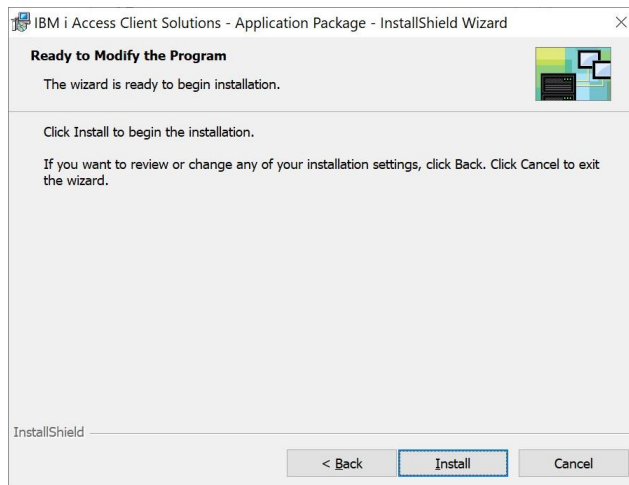 IBM i Access Client Solutions - Application Package - InstallShield Wizard
Ready to Modify the Program
The wizard is ready to begin installation.
Click Install to begin the installation.
If you want to review or change any of your installation settings, click Back. Click Cancel to exit
the wizard.
InstallShield
< Back
Install
Cancel